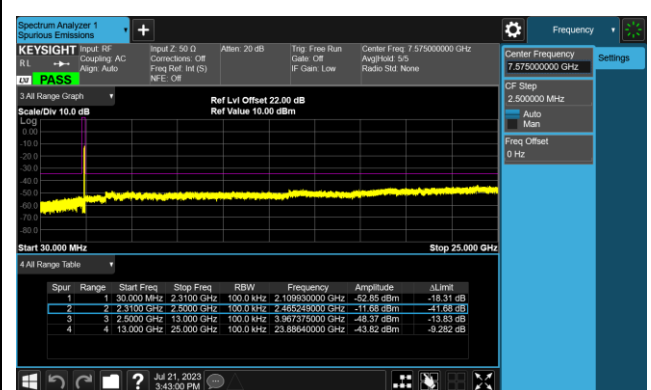 Spectrum Analyzer 1
Spurious Emissions
Frequency
KEYSIGHT Input: RF Input Z: 50 Ω Atten: 20 dB Trig: Free Run Center Freq: 7.575000000 GHz
RL Coupling: AC Corrections: Off Gate: Off Avg|Hold: 5/5
Align: Auto Freq Ref: Int (S) IF Gain: Low Radio Std: None
LXI PASS NFE: Off
Center Frequency
7.575000000 GHz
Settings
CF Step
2.500000 MHz
Auto
Man
Freq Offset
0 Hz
3 All Range Graph
Ref Lvl Offset 22.00 dB
Scale/Div 10.0 dB Ref Value 10.00 dBm
Log
0.00
-10.0
-20.0
-30.0
-40.0
-50.0
-60.0
-70.0
-80.0
Start 30.000 MHz Stop 25.000 GHz
4 All Range Table
Spur Range Start Freq Stop Freq RBW Frequency Amplitude ΔLimit
1 1 30.000 MHz 2.3100 GHz 100.0 kHz 2.109930000 GHz -52.85 dBm -18.31 dB
2 2 2.3100 GHz 2.5000 GHz 100.0 kHz 2.465249000 GHz -11.68 dBm -41.68 dB
3 3 2.5000 GHz 13.000 GHz 100.0 kHz 3.967375000 GHz -48.37 dBm -13.83 dB
4 4 13.000 GHz 25.000 GHz 100.0 kHz 23.88640000 GHz -43.82 dBm -9.282 dB
Jul 21, 2023
3:43:00 PM